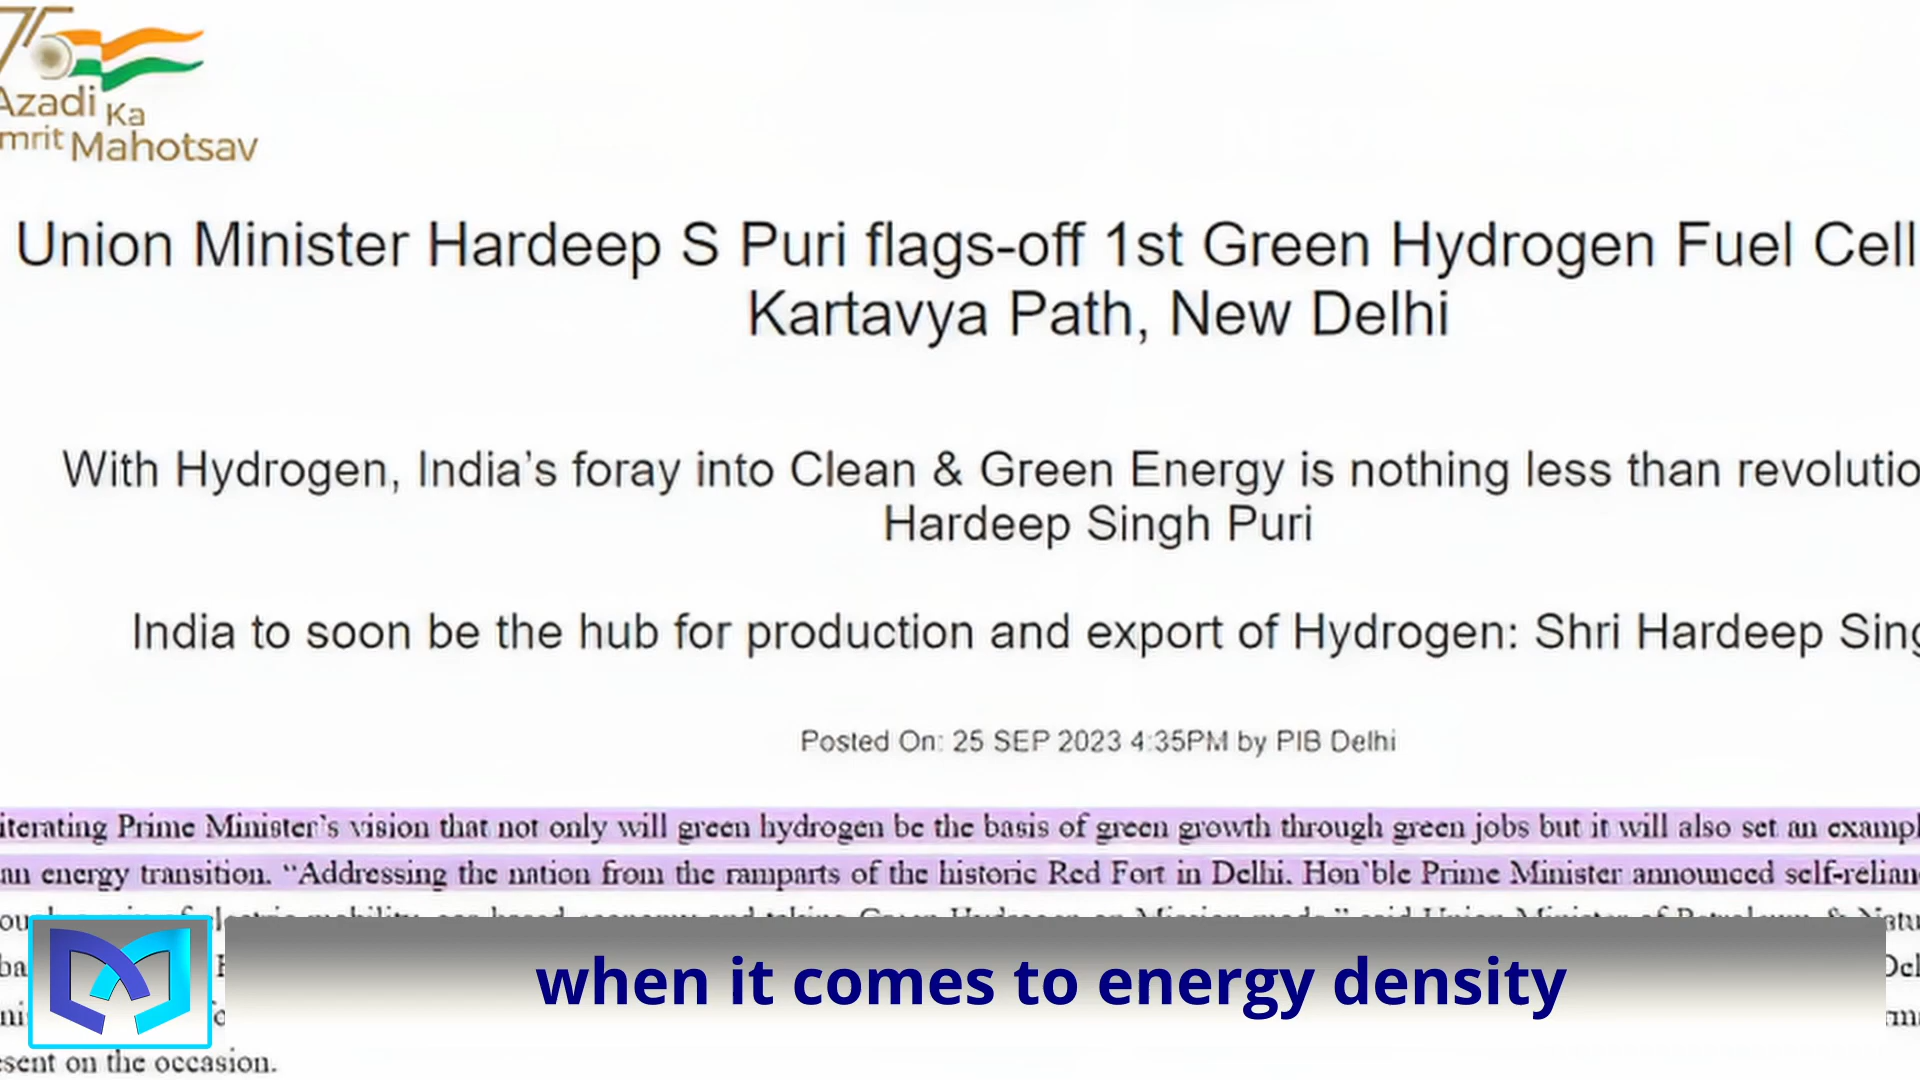 75
Azadi Ka
mrit Mahotsav
Union Minister Hardeep S Puri flags-off 1st Green Hydrogen Fuel Cell
Kartavya Path, New Delhi
With Hydrogen, India's foray into Clean & Green Energy is nothing less than revolutio
Hardeep Singh Puri
India to soon be the hub for production and export of Hydrogen: Shri Hardeep Sing
Posted On: 25 SEP 2023 4:35PM by PIB Delhi
iterating Prime Minister's vision that not only will green hydrogen be the basis of green growth through green jobs but it will also set an exampl
an energy transition. "Addressing the nation from the ramparts of the historic Red Fort in Delhi, Hon'ble Prime Minister announced self-relian
when it comes to energy density
esent on the occasion.